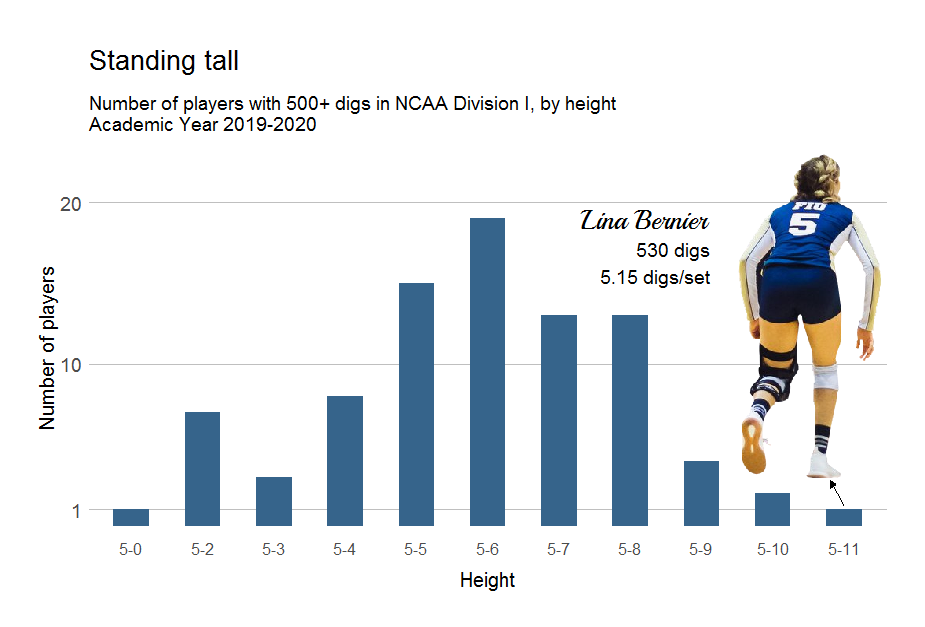 Standing tall
Number of players with 500+ digs in NCAA Division I, by height
Academic Year 2019-2020
20
Lina Bernier
530 digs
5.15 digs/set
FIU
5
Number of players
10
1
5-0 5-2 5-3 5-4 5-5 5-6 5-7 5-8 5-9 5-10 5-11
Height